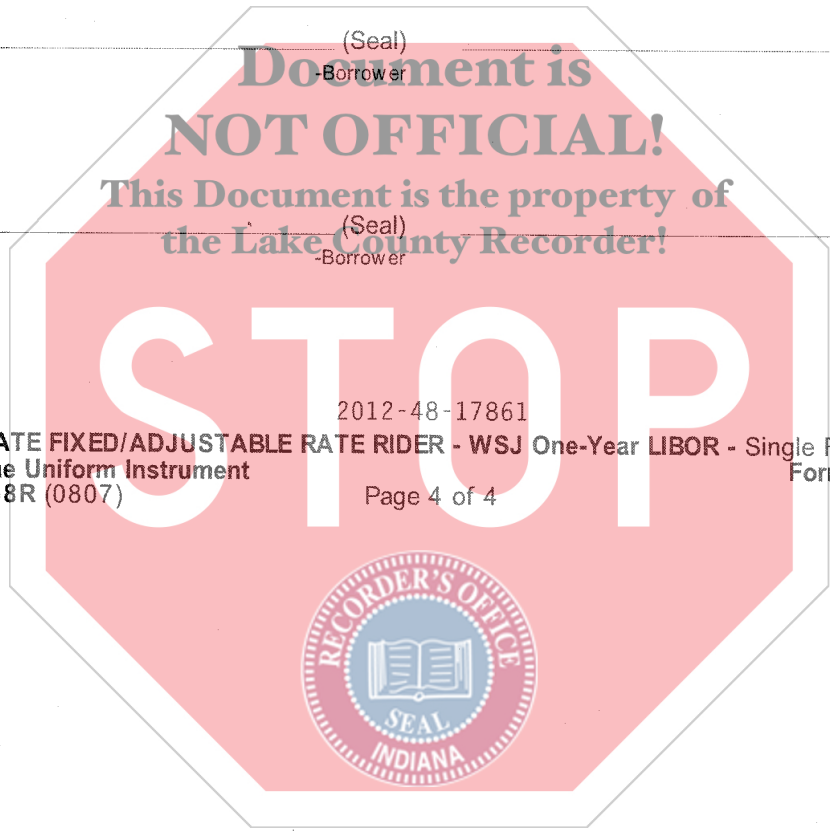 (Seal)
Document is
-Borrower
NOT OFFICIAL!
This Document is the property of
(Seal)
the Lake County Recorder!
-Borrower
STOP
2012-48-17861
ATE FIXED/ADJUSTABLE RATE RIDER - WSJ One-Year LIBOR - Single F
e Uniform Instrument
For
8R (0807)
Page 4 of 4
RECORDER'S OFFICE
SEAL
INDIANA